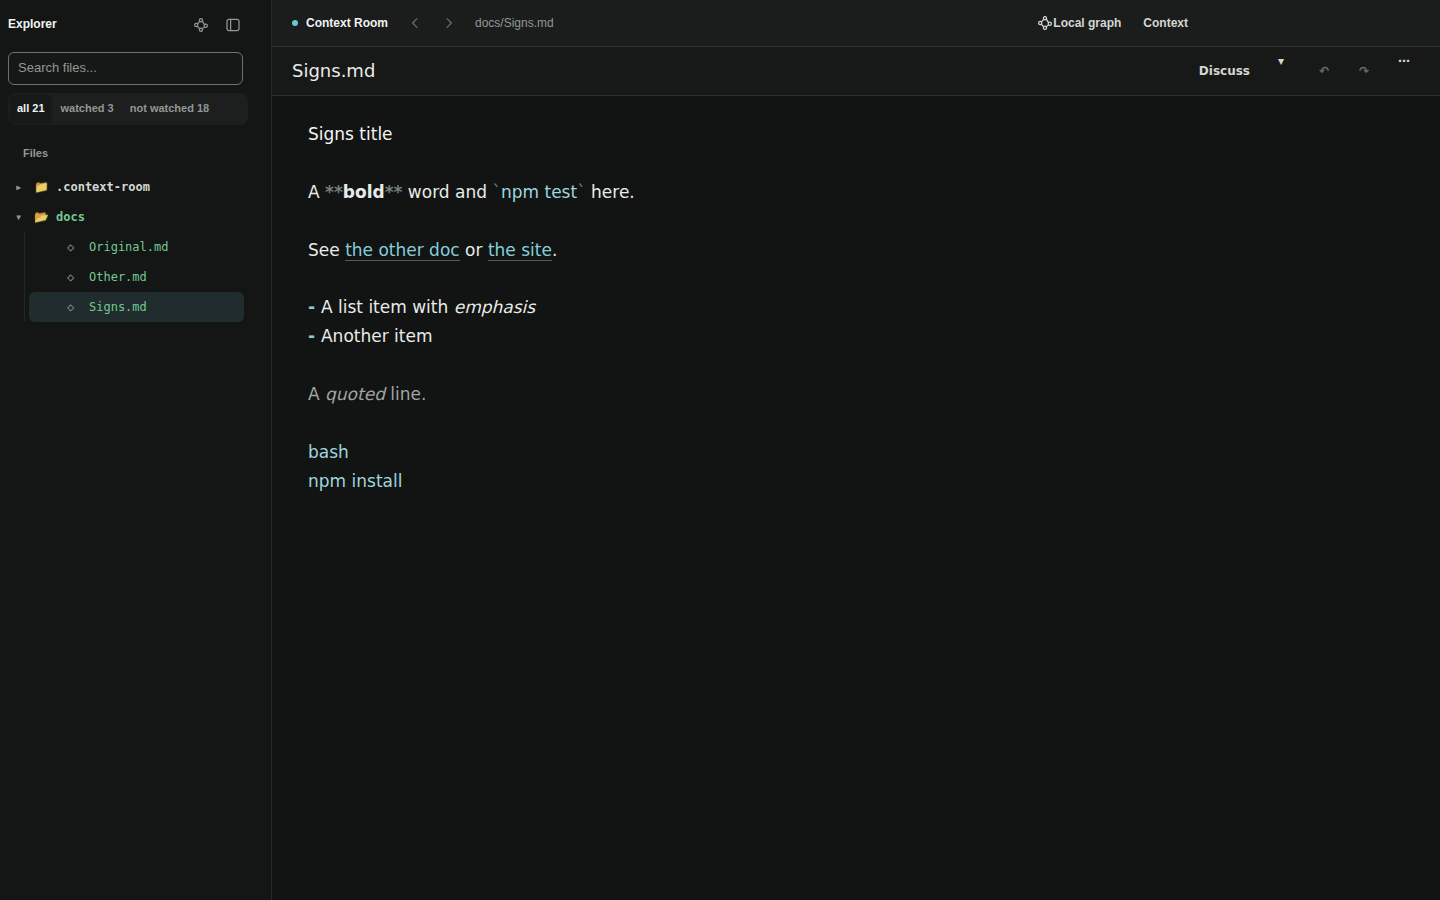 Explorer
Search files...
all 21 watched 3 not watched 18
Files
.context-room
docs
Original.md
Other.md
Signs.md
Context Room docs/Signs.md Local graph Context
Signs.md Discuss
Signs title
A **bold** word and `npm test` here.
See the other doc or the site.
- A list item with emphasis
- Another item
A quoted line.
bash
npm install